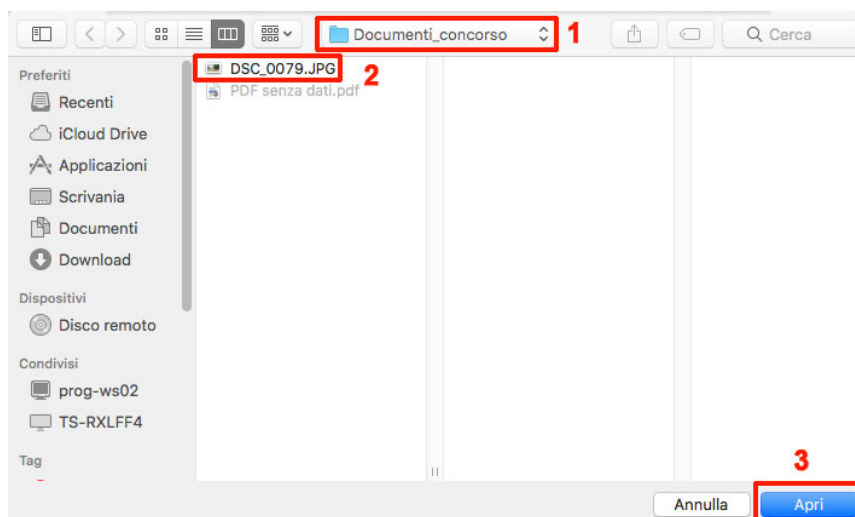 Documenti_concorso
1
Cerca
Preferiti
DSC_0079.JPG
2
PDF senza dati.pdf
Recenti
iCloud Drive
Applicazioni
Scrivania
Documenti
Download
Dispositivi
Disco remoto
Condivisi
prog-ws02
TS-RXLFF4
Tag
3
Annulla
Apri